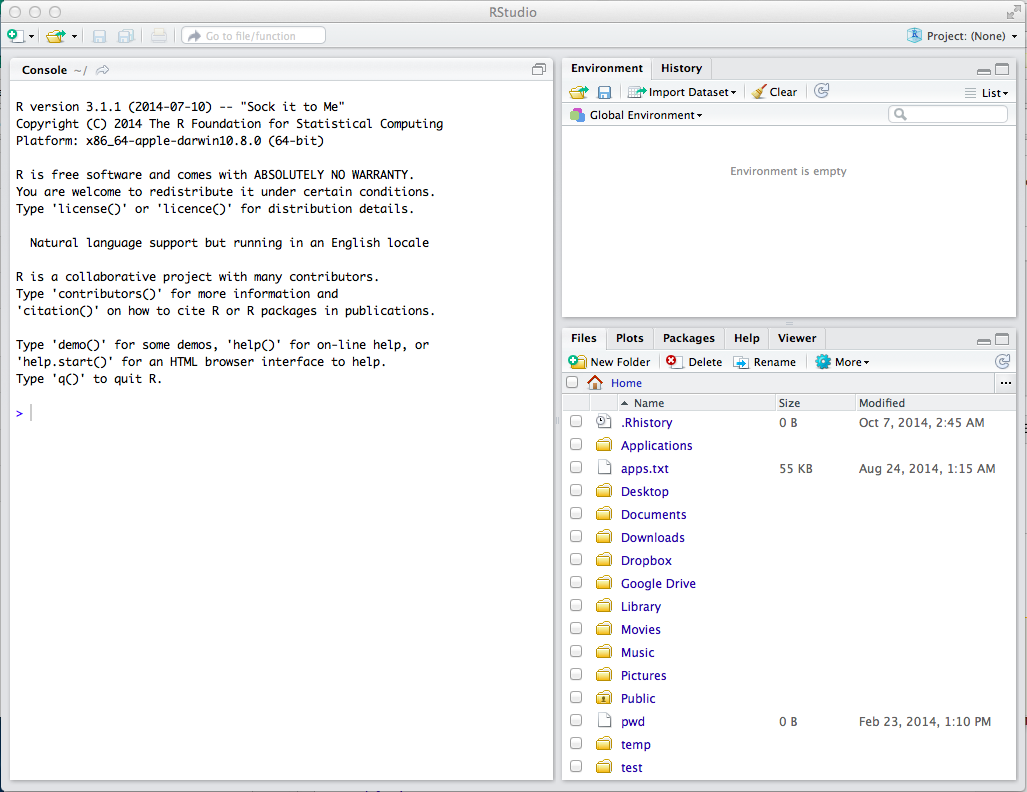 RStudio
Go to file/function
Project: (None)
Console ~/
R version 3.1.1 (2014-07-10) -- "Sock it to Me"
Copyright (C) 2014 The R Foundation for Statistical Computing
Platform: x86_64-apple-darwin10.8.0 (64-bit)
R is free software and comes with ABSOLUTELY NO WARRANTY.
You are welcome to redistribute it under certain conditions.
Type 'license()' or 'licence()' for distribution details.
Natural language support but running in an English locale
R is a collaborative project with many contributors.
Type 'contributors()' for more information and
'citation()' on how to cite R or R packages in publications.
Type 'demo()' for some demos, 'help()' for on-line help, or
'help.start()' for an HTML browser interface to help.
Type 'q()' to quit R.
>
Environment History
Import Dataset Clear List
Global Environment
Environment is empty
Files Plots Packages Help Viewer
New Folder Delete Rename More
Home ...
Name Size Modified
.Rhistory 0 B Oct 7, 2014, 2:45 AM
Applications
apps.txt 55 KB Aug 24, 2014, 1:15 AM
Desktop
Documents
Downloads
Dropbox
Google Drive
Library
Movies
Music
Pictures
Public
pwd 0 B Feb 23, 2014, 1:10 PM
temp
test